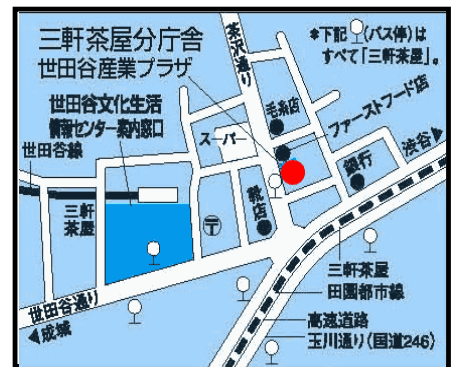 三軒茶屋分庁舎
世田谷産業プラザ
茶沢通り
*下記 (バス停)は
すべて「三軒茶屋」。
世田谷文化生活
情報センター案内窓口
世田谷線
スーパー
毛糸店
ファーストフード店
銀行
渋谷
三軒
茶屋
〒
靴店
世田谷通り
成城
三軒茶屋
田園都市線
高速道路
玉川通り(国道246)